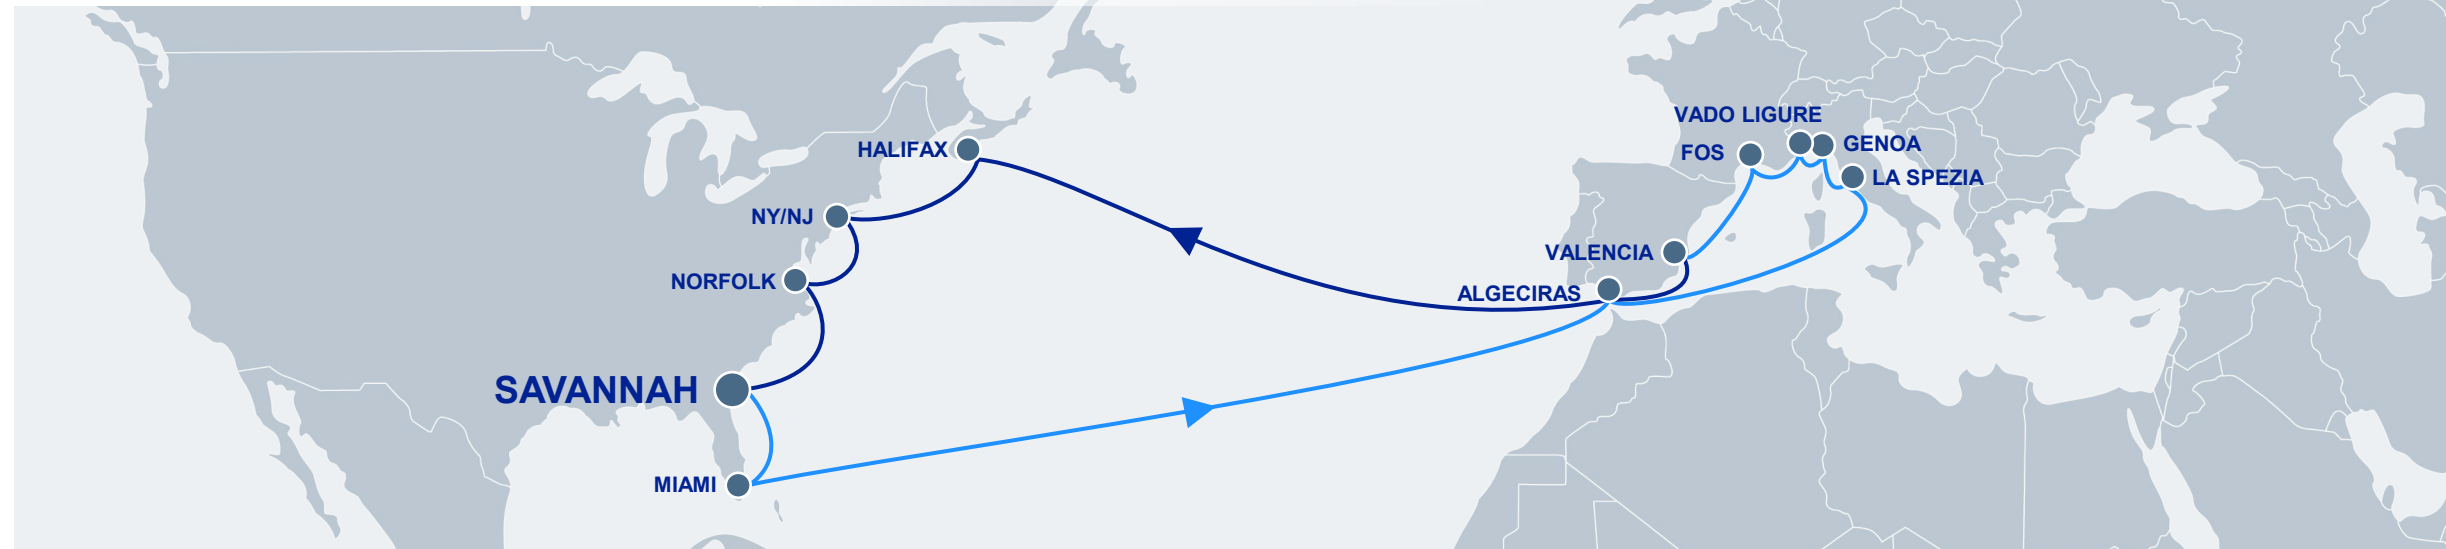 VADO LIGURE
HALIFAX
GENOA
FOS
LA SPEZIA
NY/NJ
VALENCIA
NORFOLK
ALGECIRAS
SAVANNAH
MIAMI